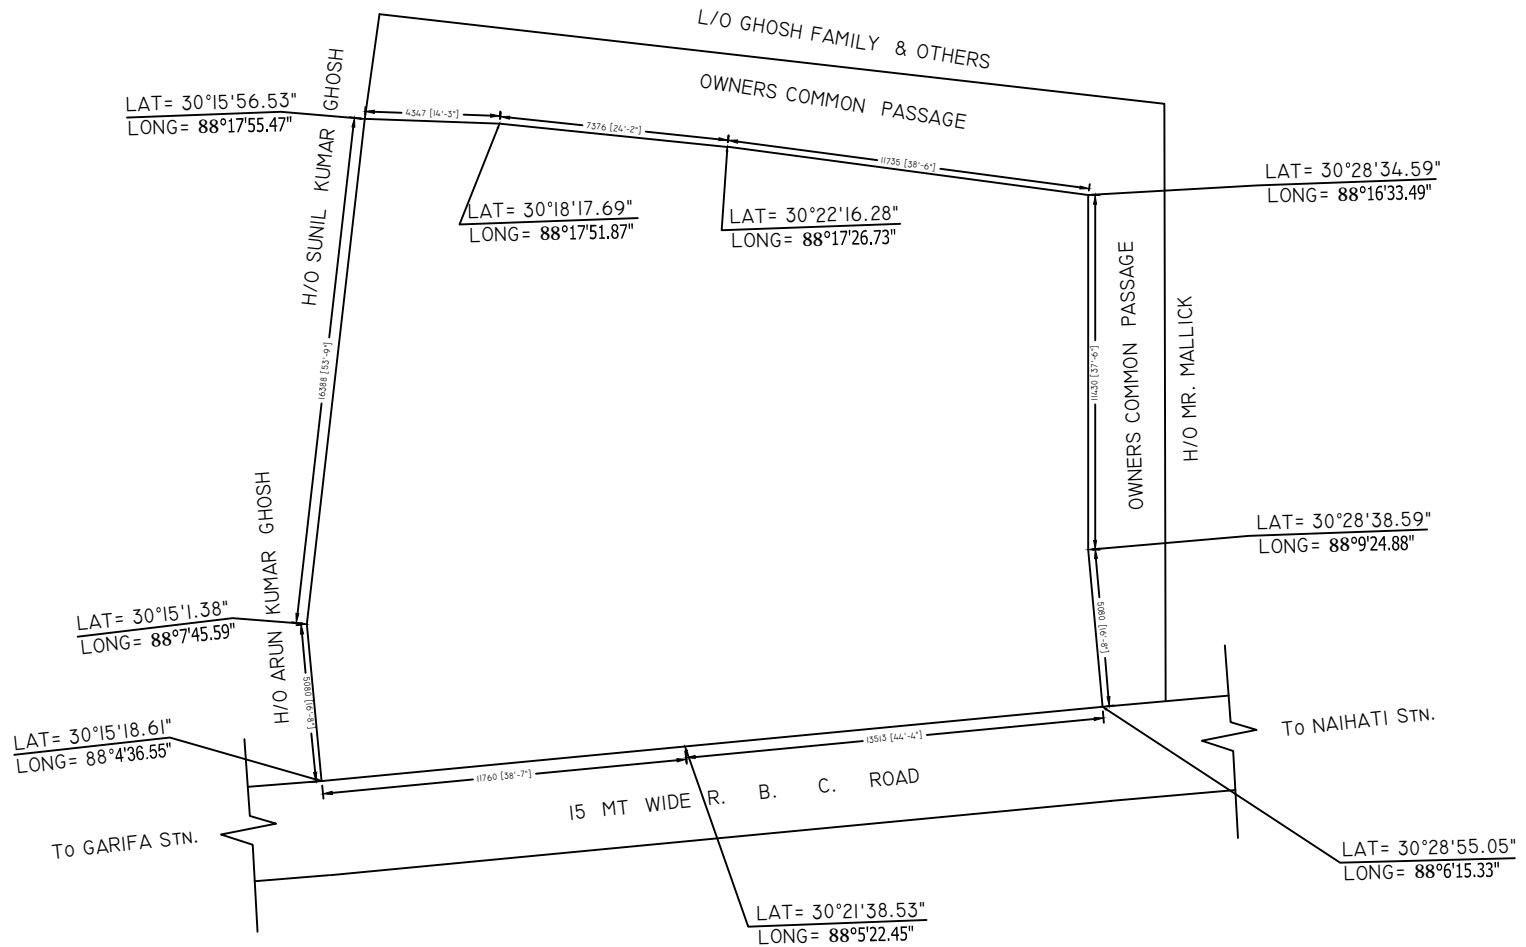 L/O GHOSH FAMILY & OTHERS
OWNERS COMMON PASSAGE
LAT= 30°15'56.53"
LONG= 88°17'55.47"
H/O SUNIL KUMAR GHOSH
4347 [14'-3"]
7376 [24'-2"]
11735 [38'-6"]
LAT= 30°28'34.59"
LONG= 88°16'33.49"
LAT= 30°18'17.69"
LONG= 88°17'51.87"
LAT= 30°22'16.28"
LONG= 88°17'26.73"
16388 [53'-9"]
11430 [37'-6"]
OWNERS COMMON PASSAGE
H/O MR. MALLICK
LAT= 30°28'38.59"
LONG= 88°9'24.88"
H/O ARUN KUMAR GHOSH
LAT= 30°15'1.38"
LONG= 88°7'45.59"
5080 [16'-8"]
5080 [16'-8"]
LAT= 30°15'18.61"
LONG= 88°4'36.55"
To NAIHATI STN.
13513 [44'-4"]
11760 [38'-7"]
15 MT WIDE R. B. C. ROAD
To GARIFA STN.
LAT= 30°28'55.05"
LONG= 88°6'15.33"
LAT= 30°21'38.53"
LONG= 88°5'22.45"